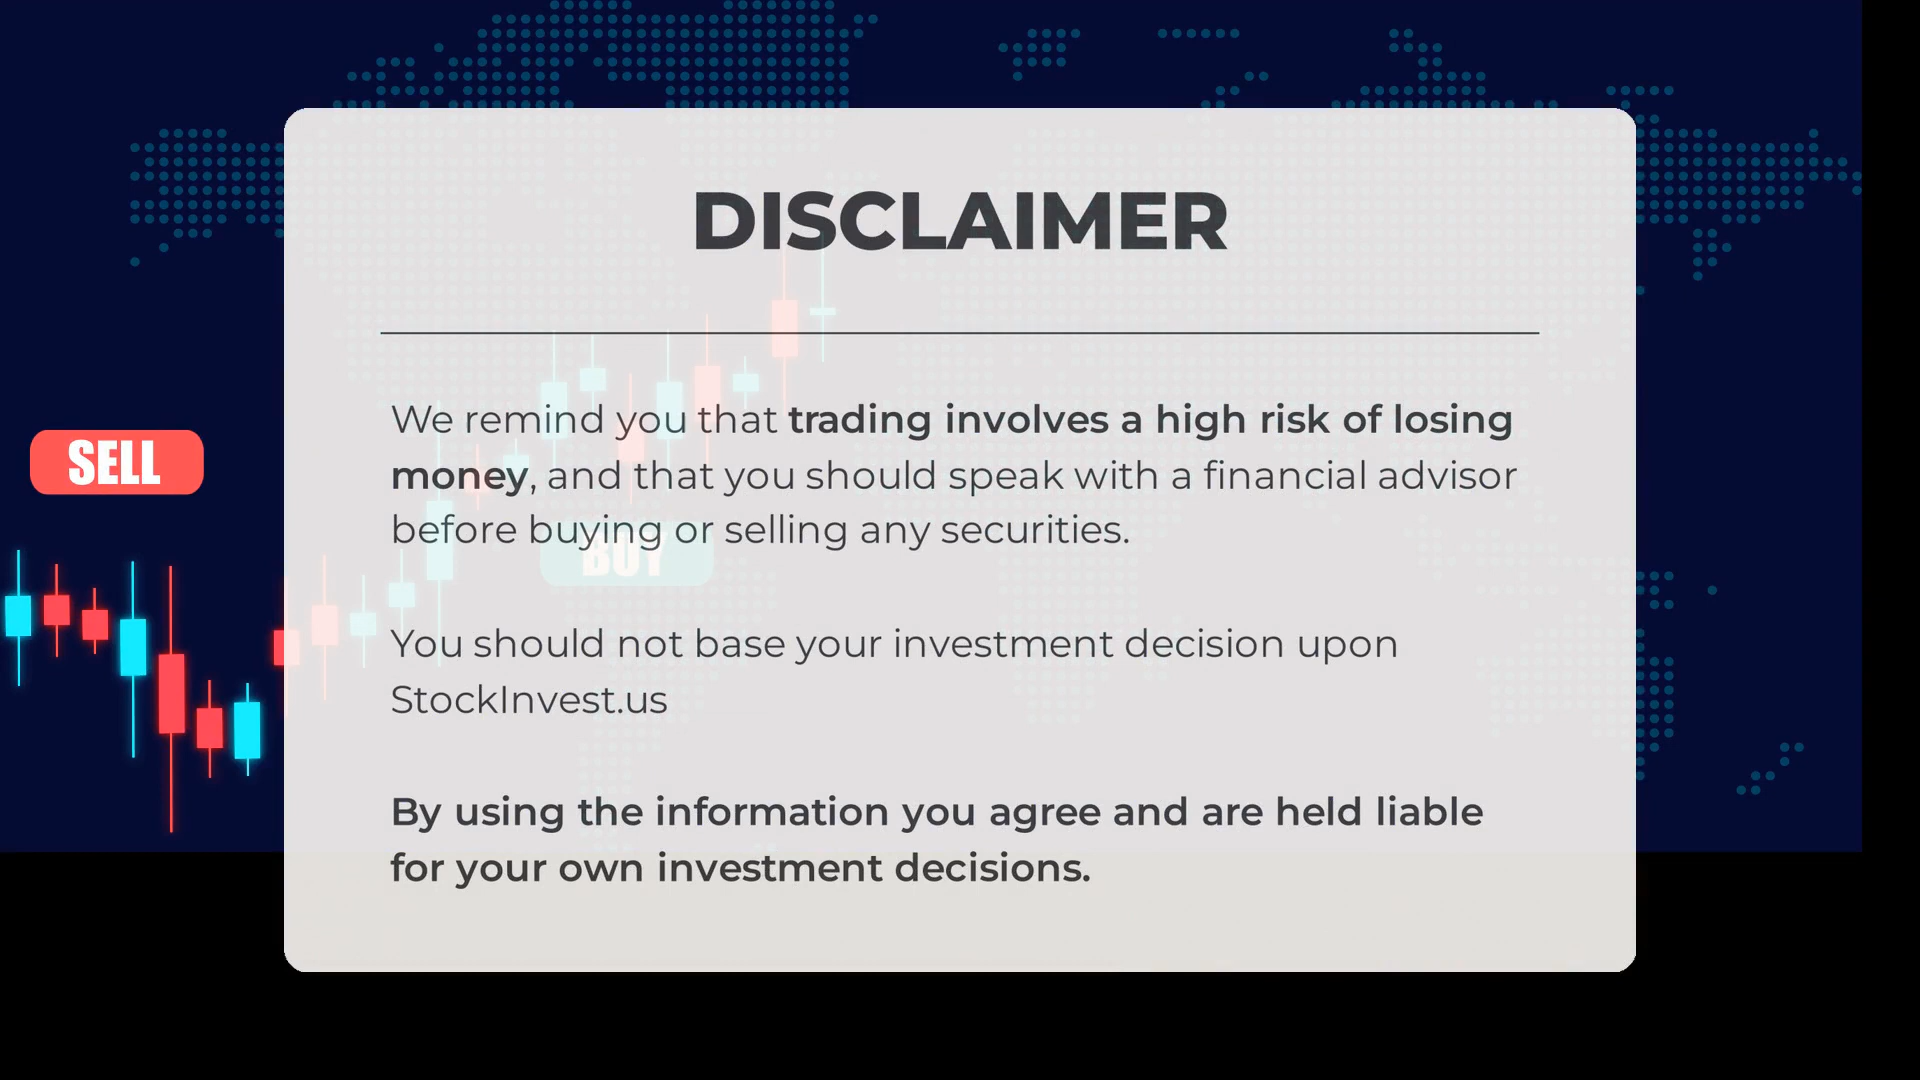 DISCLAIMER
We remind you that trading involves a high risk of losing
money, and that you should speak with a financial advisor
before buying or selling any securities.
SELL
BUY
You should not base your investment decision upon
StockInvest.us
By using the information you agree and are held liable
for your own investment decisions.